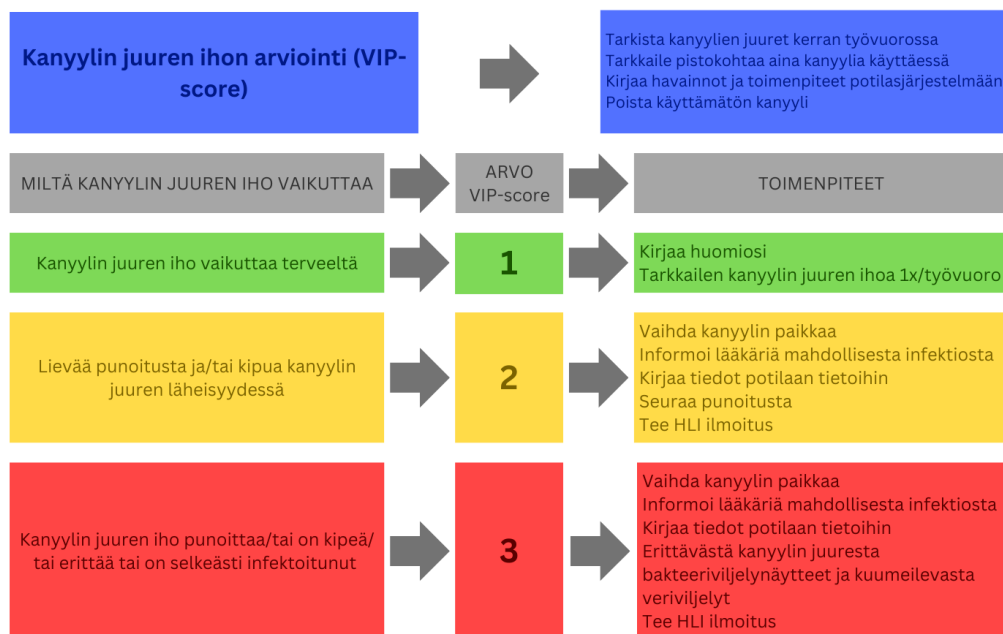 Kanyylin juuren ihon arviointi (VIP-
score)
Tarkista kanyylien juuret kerran työvuorossa
Tarkkaile pistokohtaa aina kanyylia käyttäessä
Kirjaa havainnot ja toimenpiteet potilasjärjestelmään
Poista käyttämätön kanyyli
MILTÄ KANYYLIN JUUREN IHO VAIKUTTAA
ARVO
VIP-score
TOIMENPITEET
Kanyylin juuren iho vaikuttaa terveeltä
1
Kirjaa huomiosi
Tarkkailen kanyylin juuren ihoa 1x/työvuoro
Lievää punoitusta ja/tai kipua kanyylin
juuren läheisyydessä
2
Vaihda kanyylin paikkaa
Informoi lääkäriä mahdollisesta infektiosta
Kirjaa tiedot potilaan tietoihin
Seuraa punoitusta
Tee HLI ilmoitus
Kanyylin juuren iho punoittaa/tai on kipeä/
tai erittää tai on selkeästi infektoitunut
3
Vaihda kanyylin paikkaa
Informoi lääkäriä mahdollisesta infektiosta
Kirjaa tiedot potilaan tietoihin
Erittävästä kanyylin juuresta
bakteeriviljelynäytteet ja kuumeilevasta
veriviljelyt
Tee HLI ilmoitus